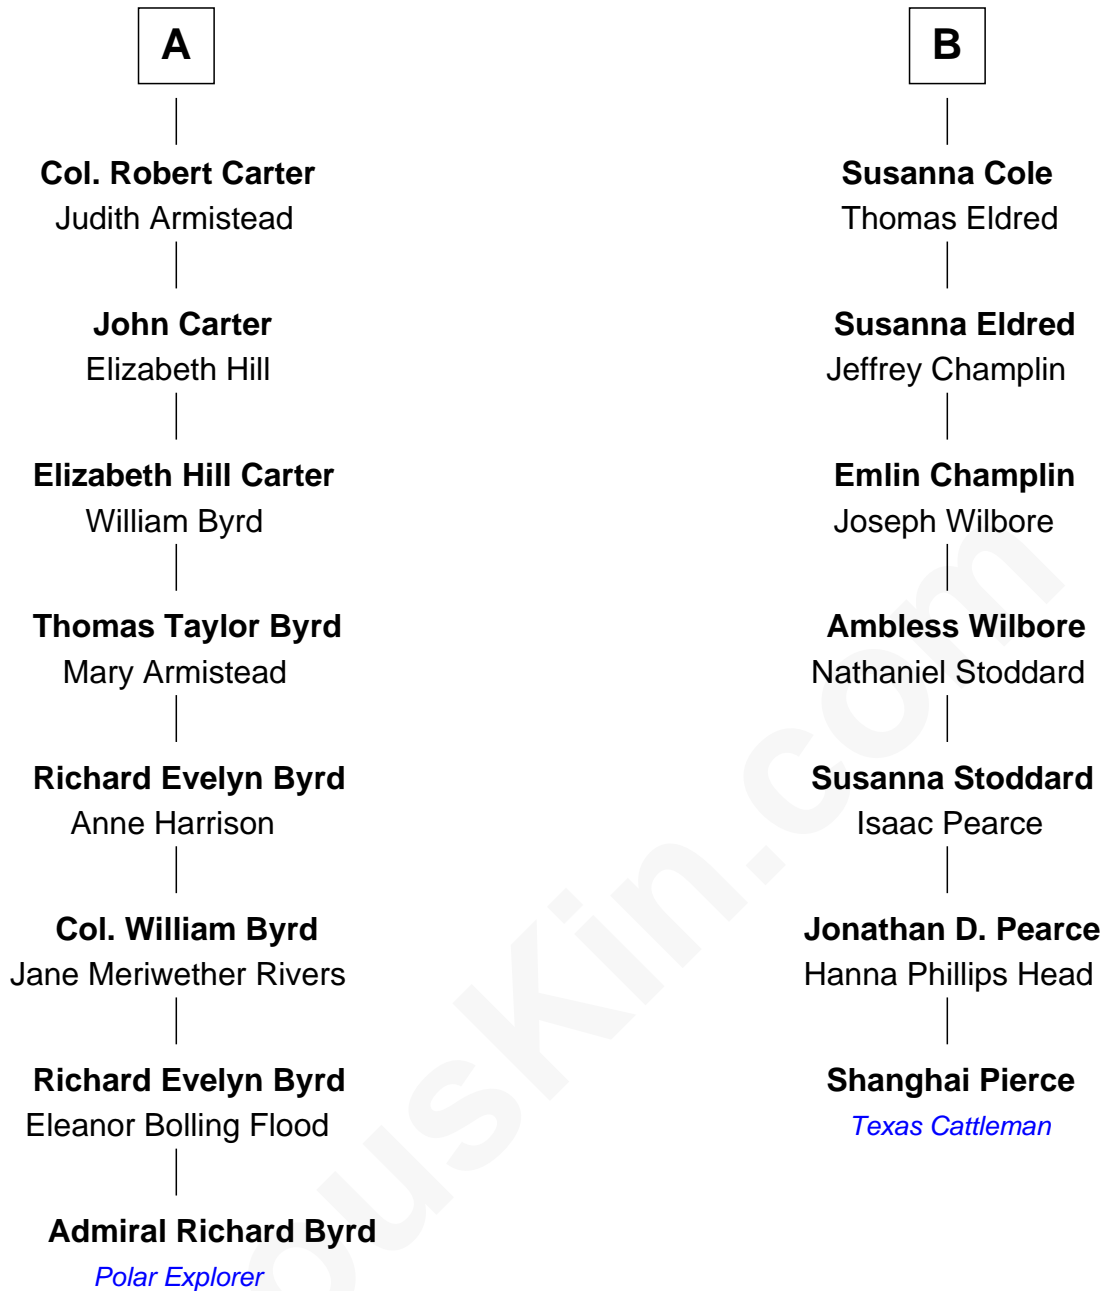 A
Col. Robert Carter
Judith Armistead
John Carter
Elizabeth Hill
Elizabeth Hill Carter
William Byrd
Thomas Taylor Byrd
Mary Armistead
Richard Evelyn Byrd
Anne Harrison
Col. William Byrd
Jane Meriwether Rivers
Richard Evelyn Byrd
Eleanor Bolling Flood
Admiral Richard Byrd
Polar Explorer
B
Susanna Cole
Thomas Eldred
Susanna Eldred
Jeffrey Champlin
Emlin Champlin
Joseph Wilbore
Ambless Wilbore
Nathaniel Stoddard
Susanna Stoddard
Isaac Pearce
Jonathan D. Pearce
Hanna Phillips Head
Shanghai Pierce
Texas Cattleman
ousKin.com